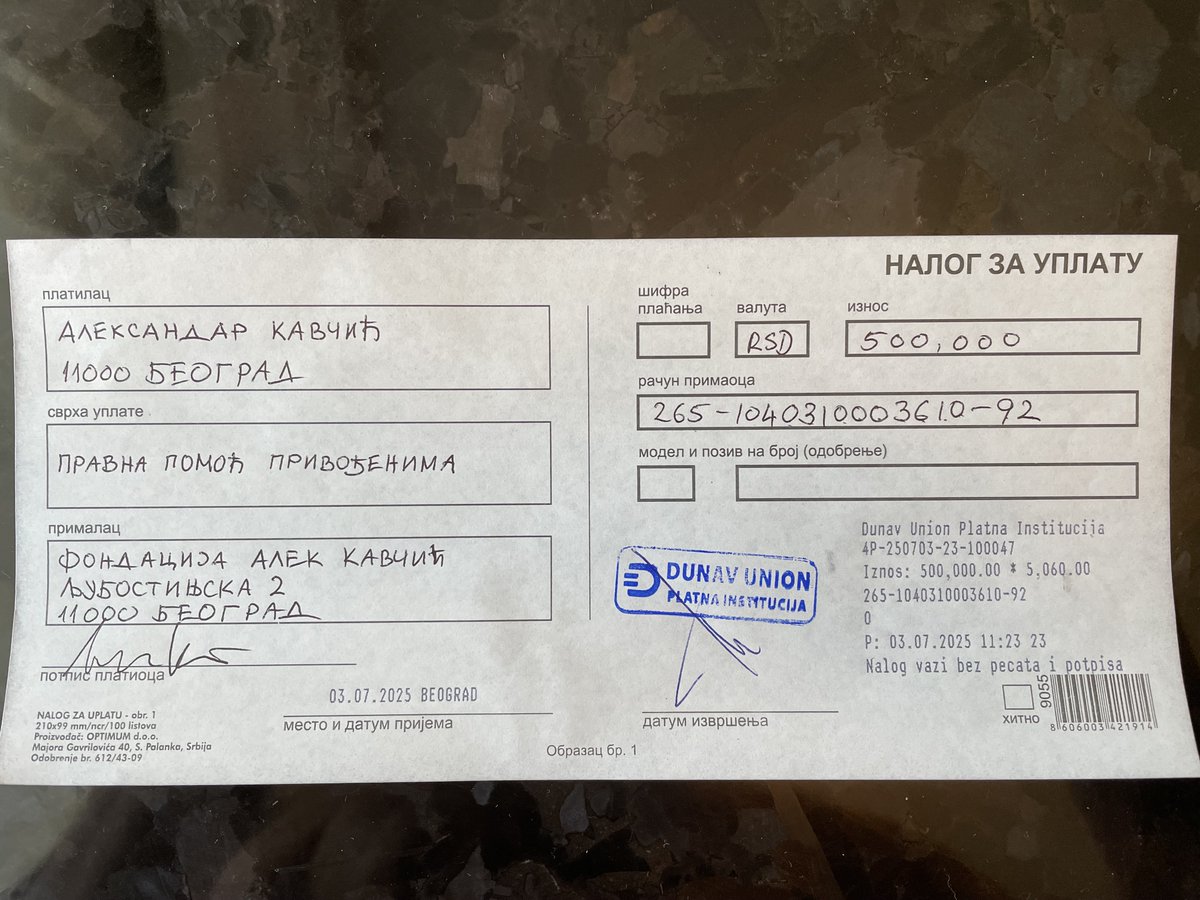 НАЛОГ ЗА УПЛАТУ
платилац
АЛЕКСАНДАР КАВЧИЋ
11000 БЕОГРАД
сврха уплате
ПРАВНА ПОМОЋ ПРИВОЂЕНИМА
прималац
ФОНДАЦИЈА АЛЕК КАВЧИЋ
ЉУБОСТИЊСКА 2
11000 БЕОГРАД
потпис платиоца
03.07.2025 BEOGRAD
место и датум пријема
NALOG ZA UPLATU - obr. 1
210x99 mm/ncr/100 listova
Proizvođač: OPTIMUM d.o.o.
Majora Gavrilovića 40, S. Palanka, Srbija
Odobrenje br. 612/43-09
Образац бр. 1
шифра
плаћања
валута
износ
RSD
500,000
рачун примаоца
265-1040310003610-92
модел и позив на број (одобрење)
DUNAV UNION
PLATNA INSTITUCIJA
Dunav Union Platna Institucija
4P-250703-23-100047
Iznos: 500,000.00 * 5,060.00
265-1040310003610-92
0
P: 03.07.2025 11:23 23
Nalog vazi bez pecata i potpisa
датум извршења
хитно
9055
8 606003 421914